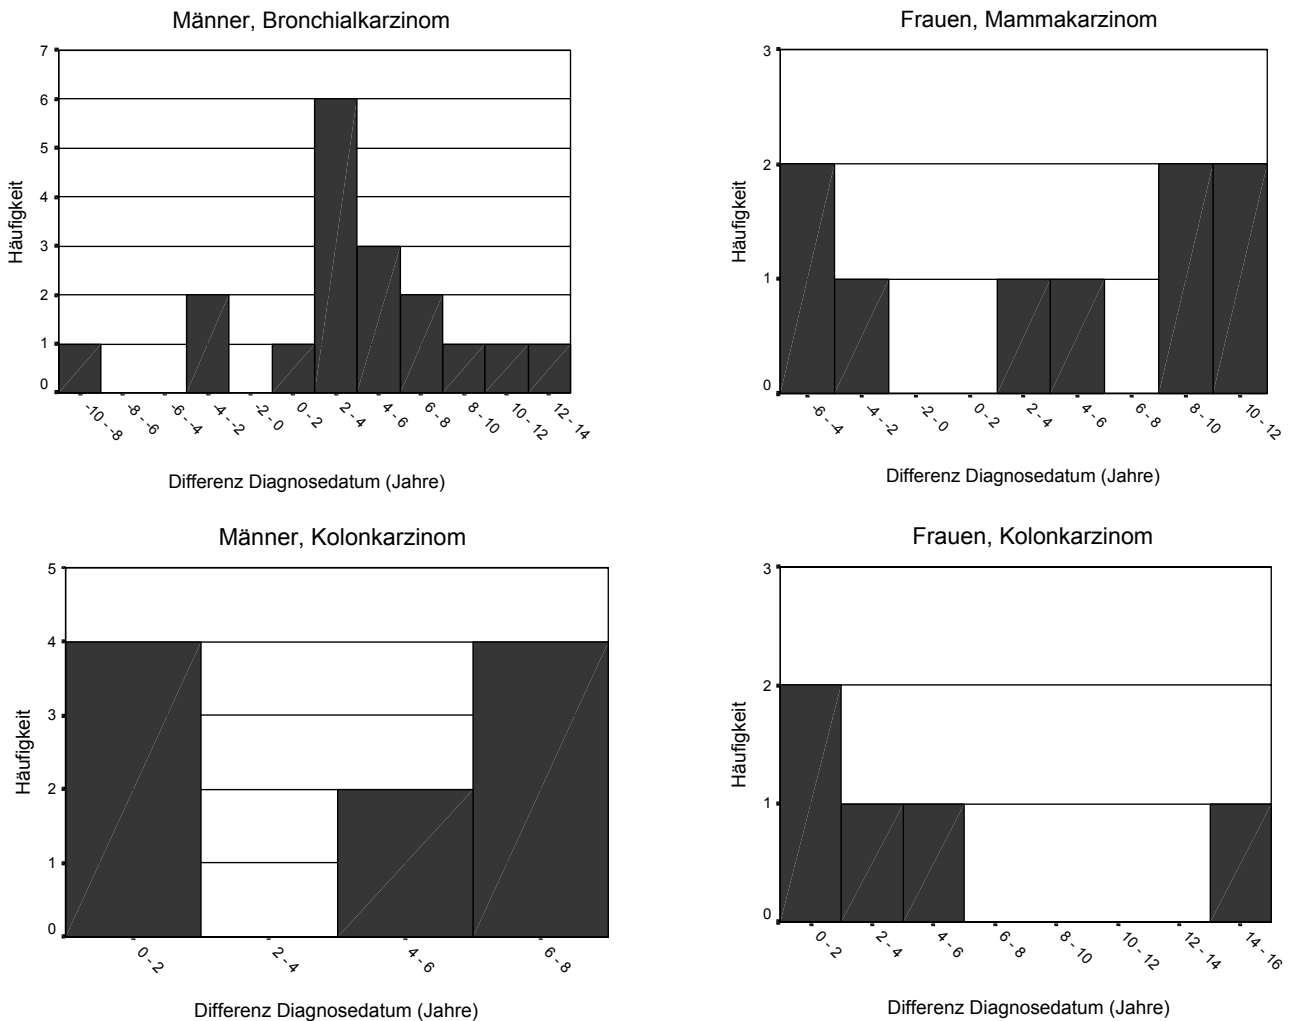 Männer, Bronchialkarzinom
7
6
5
4
3
2
1
0
Häufigkeit
-10 - -8
-8 - -6
-6 - -4
-4 - -2
-2 - 0
0 - 2
2 - 4
4 - 6
6 - 8
8 - 10
10 - 12
12 - 14
Differenz Diagnosedatum (Jahre)
Frauen, Mammakarzinom
3
2
1
0
Häufigkeit
-6 - -4
-4 - -2
-2 - 0
0 - 2
2 - 4
4 - 6
6 - 8
8 - 10
10 - 12
Differenz Diagnosedatum (Jahre)
Männer, Kolonkarzinom
5
4
3
2
1
0
Häufigkeit
0 - 2
2 - 4
4 - 6
6 - 8
Differenz Diagnosedatum (Jahre)
Frauen, Kolonkarzinom
3
2
1
0
Häufigkeit
0 - 2
2 - 4
4 - 6
6 - 8
8 - 10
10 - 12
12 - 14
14 - 16
Differenz Diagnosedatum (Jahre)